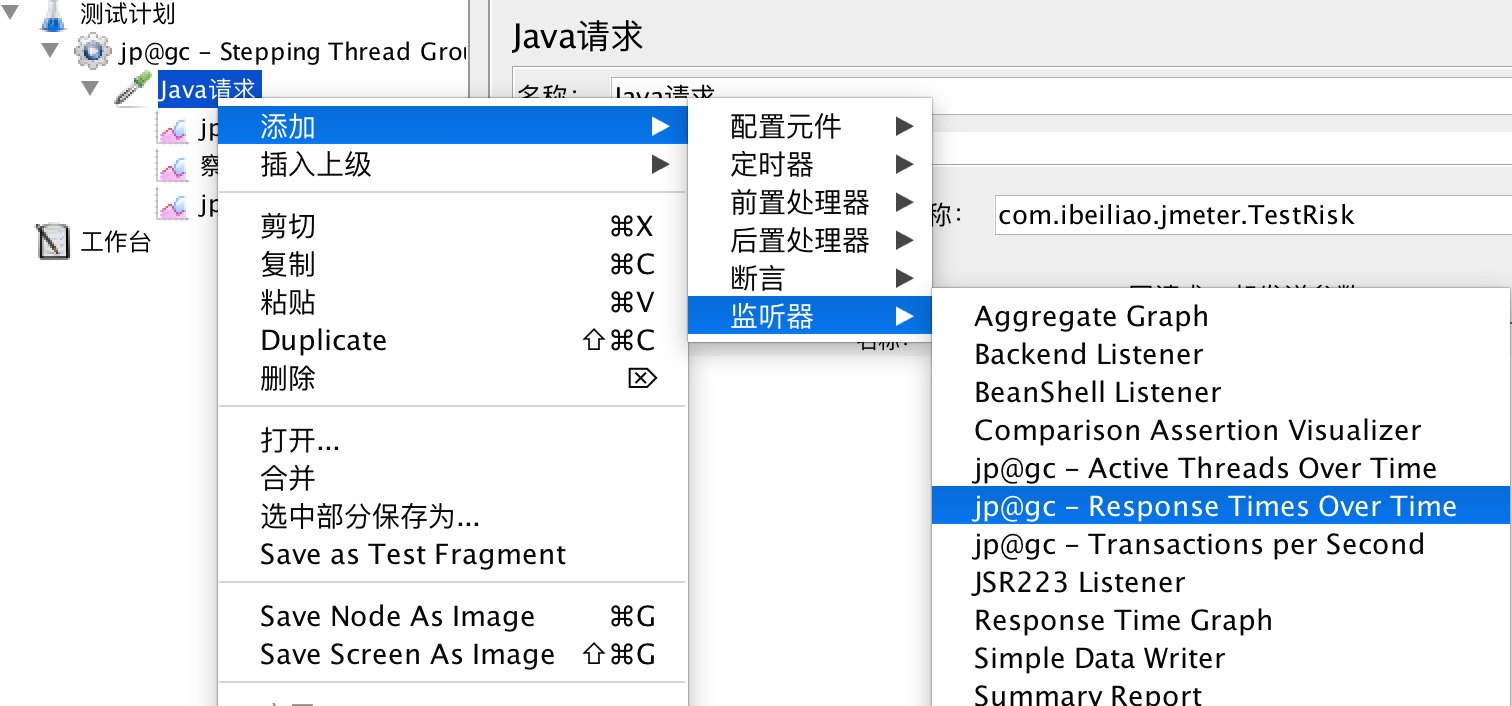 测试计划
jp@gc – Stepping Thread Grou
Java请求
jp
察
jp
工作台
Java请求
名称：
Java请求
称：
com.ibeiliao.jmeter.TestRisk
名称：
添加
插入上级
剪切 ⌘X
复制 ⌘C
粘贴 ⌘V
Duplicate ⇧⌘C
删除 ⌦
打开...
合并
选中部分保存为...
Save as Test Fragment
Save Node As Image ⌘G
Save Screen As Image ⇧⌘G
配置元件
定时器
前置处理器
后置处理器
断言
监听器
Aggregate Graph
Backend Listener
BeanShell Listener
Comparison Assertion Visualizer
jp@gc – Active Threads Over Time
jp@gc – Response Times Over Time
jp@gc – Transactions per Second
JSR223 Listener
Response Time Graph
Simple Data Writer
Summary Report